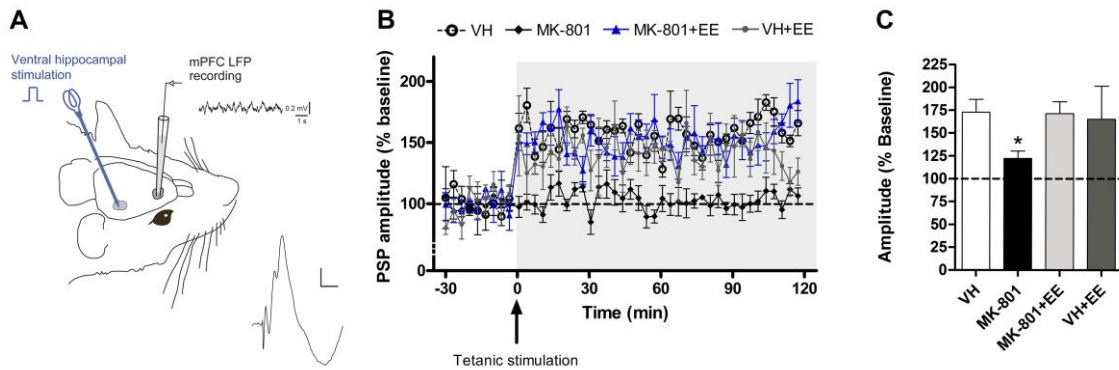 A
Ventral hippocampal
stimulation
mPFC LFP
recording
0.2 mV
1 s
B
VH MK-801 MK-801+EE VH+EE
PSP amplitude (% baseline)
200
150
100
0
-30 0 30 60 90 120
Time (min)
Tetanic stimulation
C
Amplitude (% Baseline)
225
200
175
150
125
100
75
50
25
0
*
VH
MK-801
MK-801+EE
VH+EE